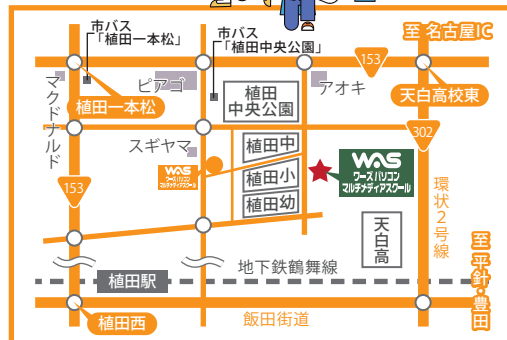 市バス
「植田一本松」
市バス
「植田中央公園」
至 名古屋IC
153
マクドナルド
ピアゴ
植田一本松
植田
中央公園
アオキ
天白高校東
スギヤマ
植田中
302
WAS
ワーズ パソコン
マルチメディアスクール
植田小
WAS
ワーズ パソコン
マルチメディアスクール
153
植田幼
環状2号線
天白高
至 平針・豊田
地下鉄鶴舞線
植田駅
植田西
飯田街道